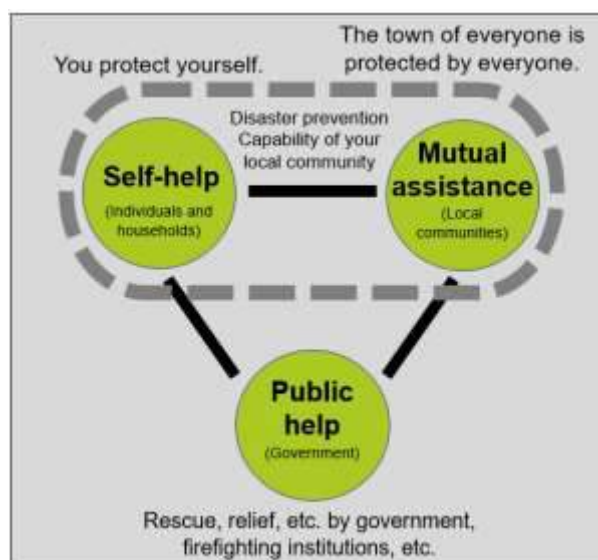 The town of everyone is
protected by everyone.
You protect yourself.
Disaster prevention
Capability of your
local community
Self-help
(Individuals and
households)
Mutual
assistance
(Local
communities)
Public
help
(Government)
Rescue, relief, etc. by government,
firefighting institutions, etc.